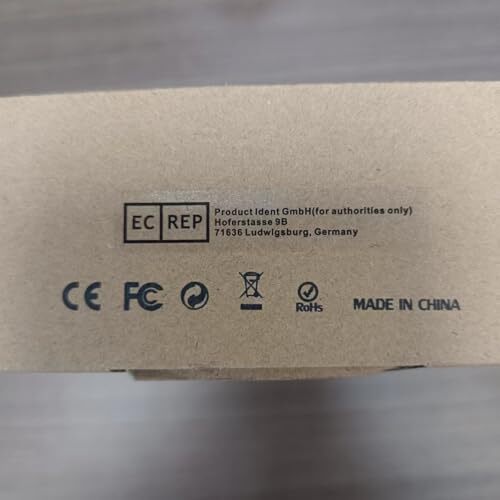 EC REP
Product Ident GmbH(for authorities only)
Hoferstasse 9B
71636 Ludwigsburg, Germany
CE FC RoHs MADE IN CHINA